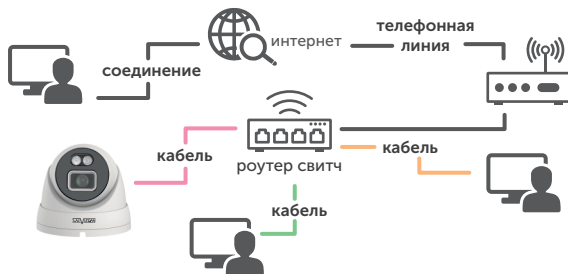 телефонная
линия
интернет
соединение
кабель
кабель
роутер свитч
кабель